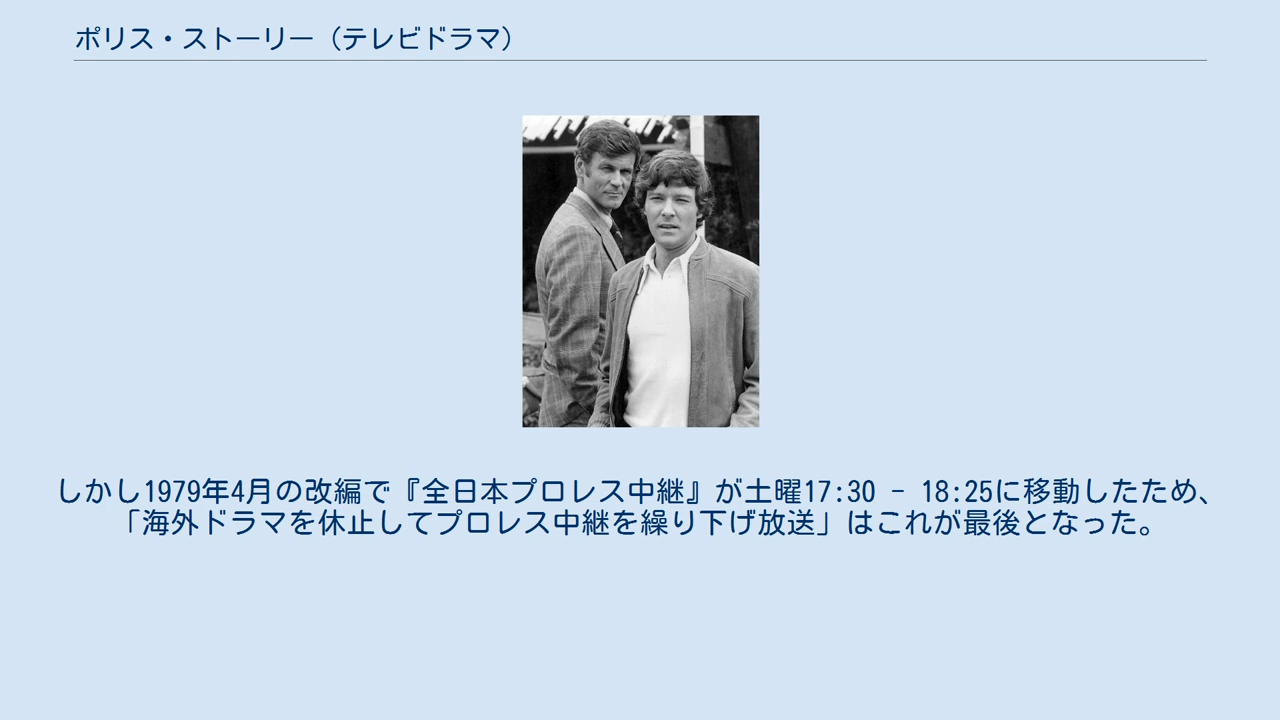 ポリス・ストーリー（テレビドラマ）
しかし1979年4月の改編で『全日本プロレス中継』が土曜17:30 – 18:25に移動したため、
「海外ドラマを休止してプロレス中継を繰り下げ放送」はこれが最後となった。